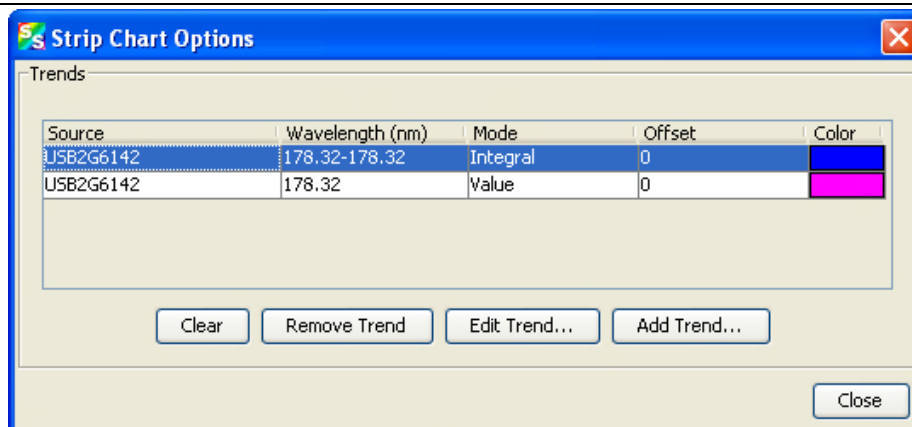 SS Strip Chart Options
Trends
Source Wavelength (nm) Mode Offset Color
USB2G6142 178.32-178.32 Integral 0
USB2G6142 178.32 Value 0
Clear Remove Trend Edit Trend... Add Trend...
Close